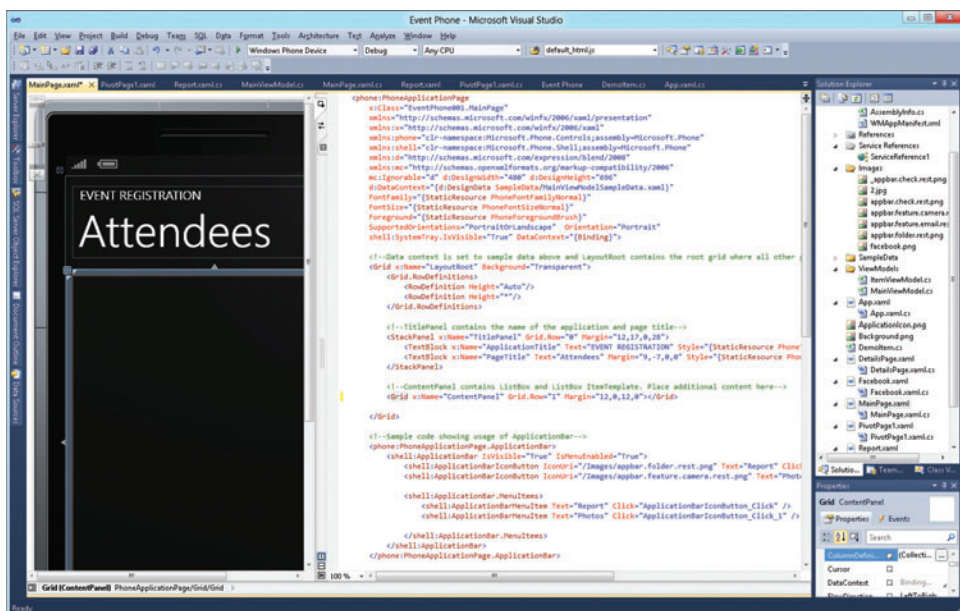 Event Phone - Microsoft Visual Studio
File Edit View Project Build Debug Team SQL Data Format Tools Architecture Test Analyze Window Help
Windows Phone Device Debug Any CPU default_html.js
MainPage.xaml* PivotPage1.xaml Report.xaml.cs MainViewModel.cs MainPage.xaml.cs Report.xaml PivotPage1.xaml.cs Event Phone DemoItem.cs App.xaml.cs
Server Explorer
Toolbox
SQL Server Object Explorer
Document Outline
Data Sources
EVENT REGISTRATION
Attendees
<phone:PhoneApplicationPage
x:Class="EventPhone001.MainPage"
xmlns="http://schemas.microsoft.com/winfx/2006/xaml/presentation"
xmlns:x="http://schemas.microsoft.com/winfx/2006/xaml"
xmlns:phone="clr-namespace:Microsoft.Phone.Controls;assembly=Microsoft.Phone"
xmlns:shell="clr-namespace:Microsoft.Phone.Shell;assembly=Microsoft.Phone"
xmlns:d="http://schemas.microsoft.com/expression/blend/2008"
xmlns:mc="http://schemas.openxmlformats.org/markup-compatibility/2006"
mc:Ignorable="d" d:DesignWidth="480" d:DesignHeight="696"
d:DataContext="{d:DesignData SampleData/MainViewModelSampleData.xaml}"
FontFamily="{StaticResource PhoneFontFamilyNormal}"
FontSize="{StaticResource PhoneFontSizeNormal}"
Foreground="{StaticResource PhoneForegroundBrush}"
SupportedOrientations="PortraitOrLandscape" Orientation="Portrait"
shell:SystemTray.IsVisible="True" DataContext="{Binding}">
<!--Data context is set to sample data above and LayoutRoot contains the root grid where all other
<Grid x:Name="LayoutRoot" Background="Transparent">
<Grid.RowDefinitions>
<RowDefinition Height="Auto"/>
<RowDefinition Height="*"/>
</Grid.RowDefinitions>
<!--TitlePanel contains the name of the application and page title-->
<StackPanel x:Name="TitlePanel" Grid.Row="0" Margin="12,17,0,28">
<TextBlock x:Name="ApplicationTitle" Text="EVENT REGISTRATION" Style="{StaticResource Phone
<TextBlock x:Name="PageTitle" Text="Attendees" Margin="9,-7,0,0" Style="{StaticResource Pho
</StackPanel>
<!--ContentPanel contains ListBox and ListBox ItemTemplate. Place additional content here-->
<Grid x:Name="ContentPanel" Grid.Row="1" Margin="12,0,12,0"></Grid>
</Grid>
<!--Sample code showing usage of ApplicationBar-->
<phone:PhoneApplicationPage.ApplicationBar>
<shell:ApplicationBar IsVisible="True" IsMenuEnabled="True">
<shell:ApplicationBarIconButton IconUri="/Images/appbar.folder.rest.png" Text="Report" Clic
<shell:ApplicationBarIconButton IconUri="/Images/appbar.feature.camera.rest.png" Text="Phot
<shell:ApplicationBar.MenuItems>
<shell:ApplicationBarMenuItem Text="Report" Click="ApplicationBarIconButton_Click" />
<shell:ApplicationBarMenuItem Text="Photos" Click="ApplicationBarIconButton_Click_1" />
</shell:ApplicationBar.MenuItems>
</shell:ApplicationBar>
</phone:PhoneApplicationPage.ApplicationBar>
100 %
Grid (ContentPanel) PhoneApplicationPage/Grid/Grid
Ready
Solution Explorer
AssemblyInfo.cs
WMAppManifest.xml
References
Service References
ServiceReference1
Images
_appbar.check.rest.png
2.jpg
appbar.check.rest.png
appbar.feature.camera.r
appbar.feature.email.res
appbar.folder.rest.png
facebook.png
SampleData
ViewModels
ItemViewModel.cs
MainViewModel.cs
App.xaml
App.xaml.cs
ApplicationIcon.png
Background.png
DemoItem.cs
DetailsPage.xaml
DetailsPage.xaml.cs
Facebook.xaml
Facebook.xaml.cs
MainPage.xaml
MainPage.xaml.cs
PivotPage1.xaml
PivotPage1.xaml.cs
Report.xaml
Solutio... Team... Class V...
Properties
Grid ContentPanel
Properties Events
Search
ColumnDefini... (Collecti... ...
Cursor
DataContext Binding...
FlowDirection LeftToRigh